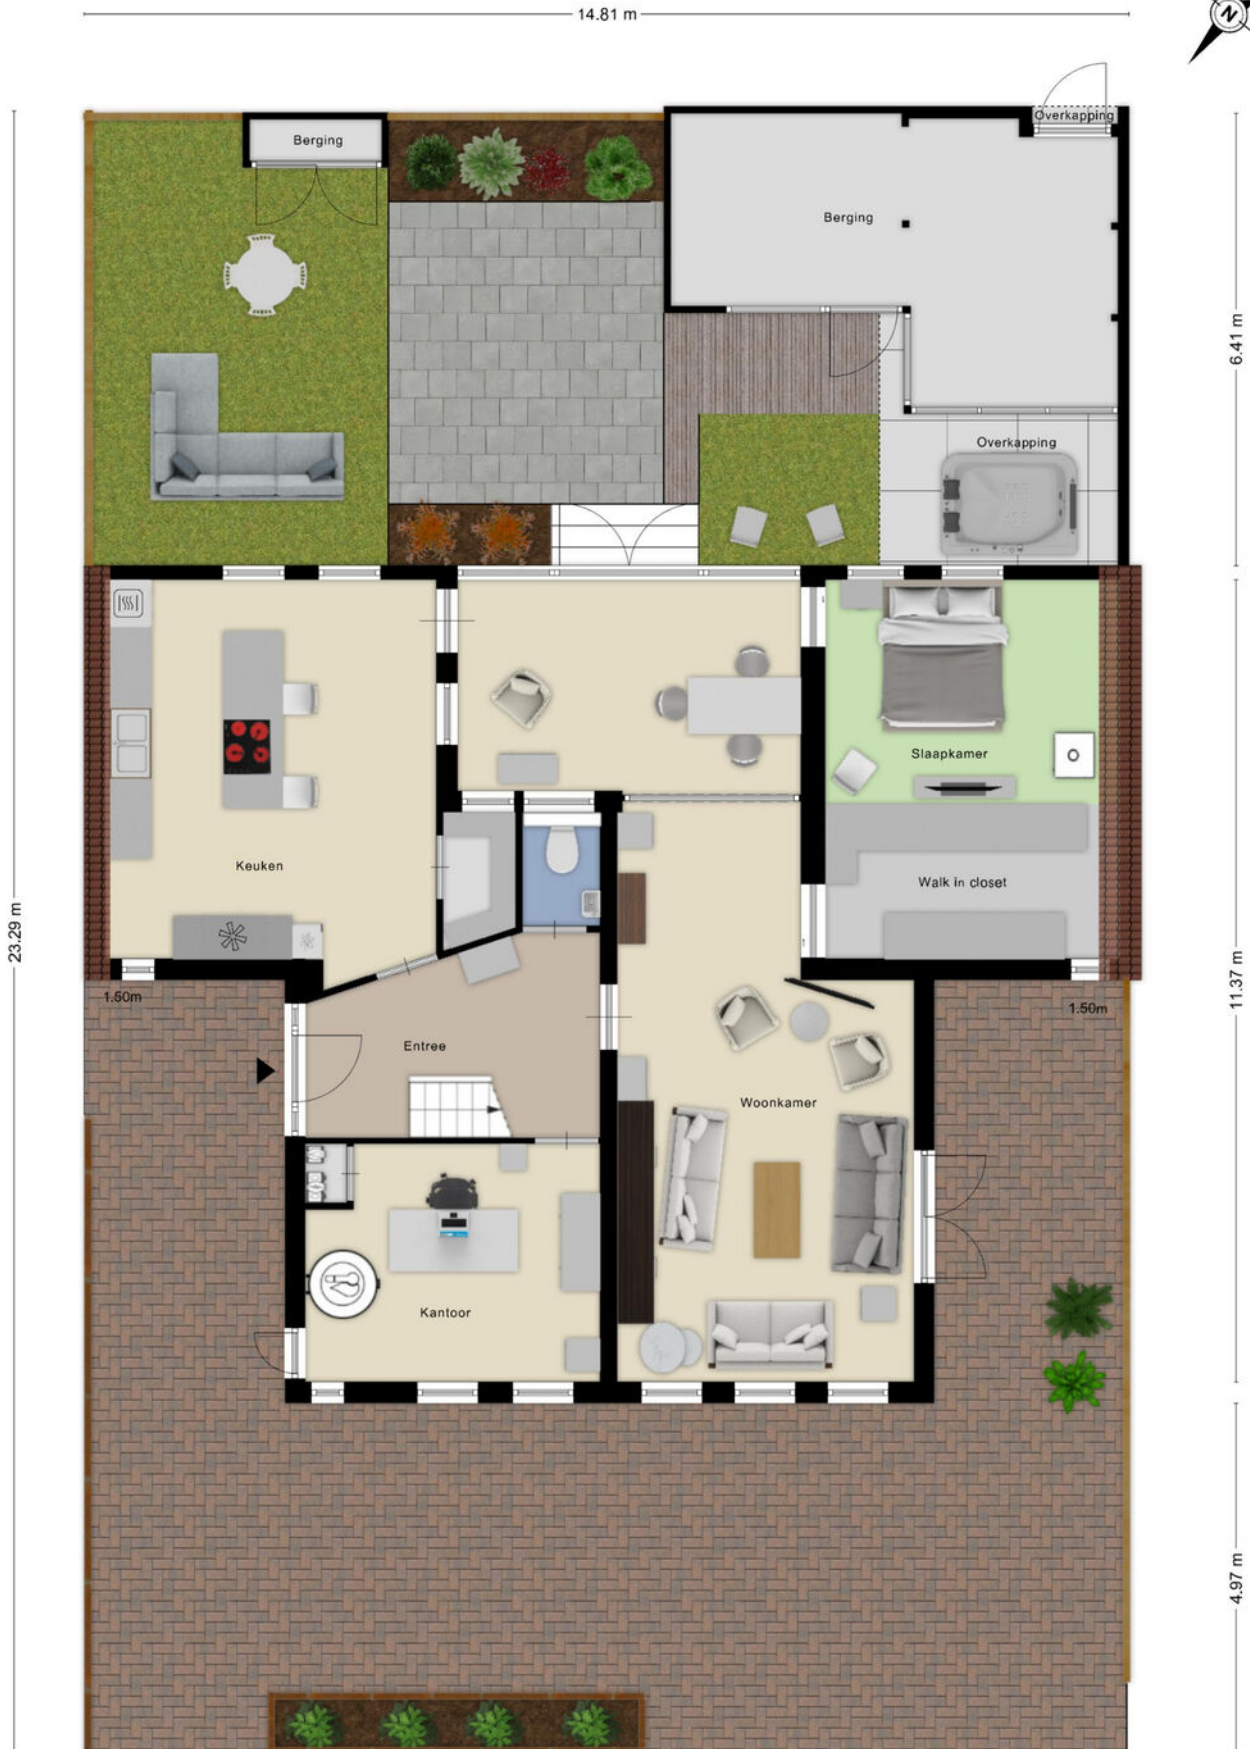 14.81 m
N
Overkapping
Berging
Berging
6.41 m
Overkapping
Slaapkamer
Keuken
Walk in closet
23.29 m
11.37 m
1.50m
1.50m
Entree
Woonkamer
Kantoor
4.97 m